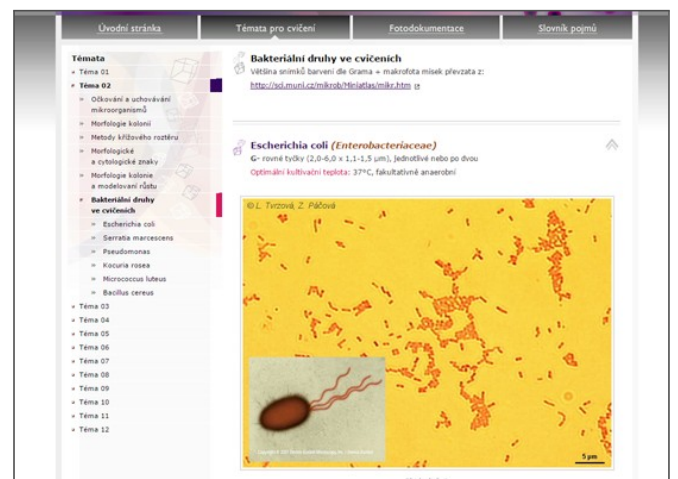 Úvodní stránka
Témata pro cvičení
Fotodokumentace
Slovník pojmů
Témata
Téma 01
Téma 02
Očkování a uchovávání
mikroorganismů
Morfologie kolonií
Metody křížového roztěru
Morfologické
a cytologické znaky
Morfologie kolonie
a modelovaní růstu
Bakteriální druhy
ve cvičeních
Escherichia coli
Serratia marcescens
Pseudomonas
Kocuria rosea
Micrococcus luteus
Bacillus cereus
Téma 03
Téma 04
Téma 05
Téma 06
Téma 07
Téma 08
Téma 09
Téma 10
Téma 11
Téma 12
Bakteriální druhy ve cvičeních
Většina snímků barvení dle Grama + makrofota misek převzata z:
http://sci.muni.cz/mikrob/Miniatlas/mikr.htm
Escherichia coli (Enterobacteriaceae)
G- rovné tyčky (2,0-6,0 x 1,1-1,5 µm), jednotlivé nebo po dvou
Optimální kultivační teplota: 37°C, fakultativně anaerobní
© L. Tvrzová, Z. Páčová
5 µm